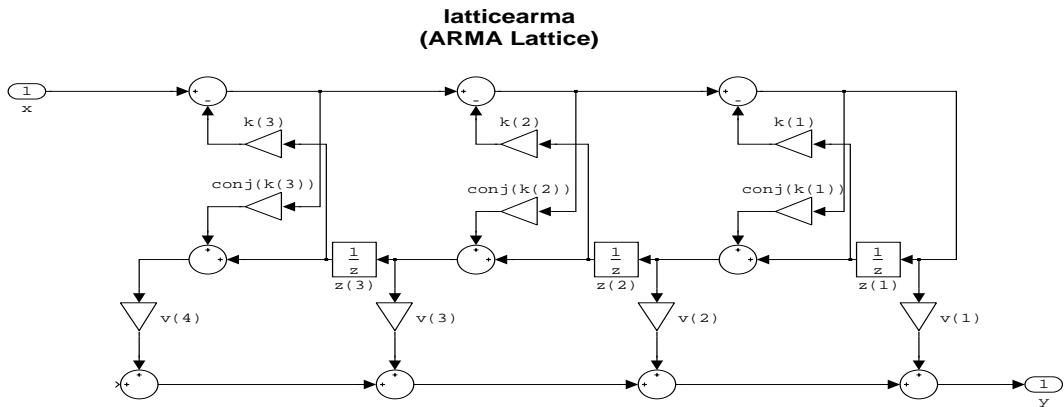 latticearma
(ARMA Lattice)
1
x
+
−
+
−
+
−
k(3)
k(2)
k(1)
conj(k(3))
conj(k(2))
conj(k(1))
+
+
+
+
+
+
1
z
1
z
1
z
z(3)
z(2)
z(1)
v(4)
v(3)
v(2)
v(1)
+
+
+
+
+
+
+
+
1
y